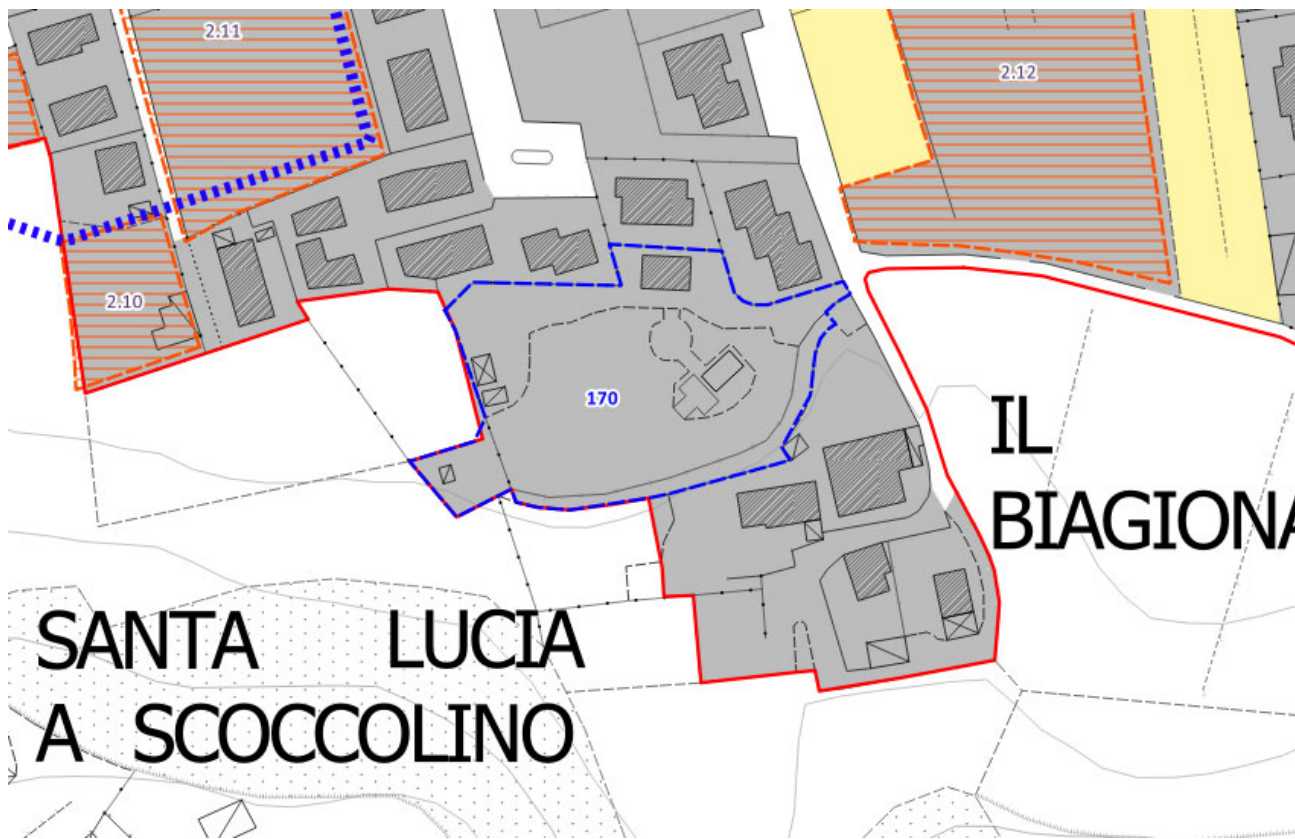 2.11
2.12
2.10
170
IL
BIAGIONA
SANTA LUCIA
A SCOCCOLINO